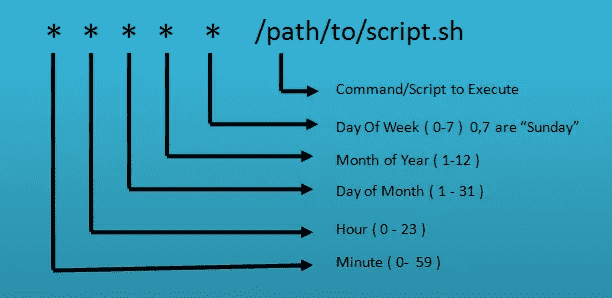 * * * * * /path/to/script.sh
Command/Script to Execute
Day Of Week ( 0-7 ) 0,7 are “Sunday”
Month of Year ( 1-12 )
Day of Month ( 1 - 31 )
Hour ( 0 - 23 )
Minute ( 0- 59 )